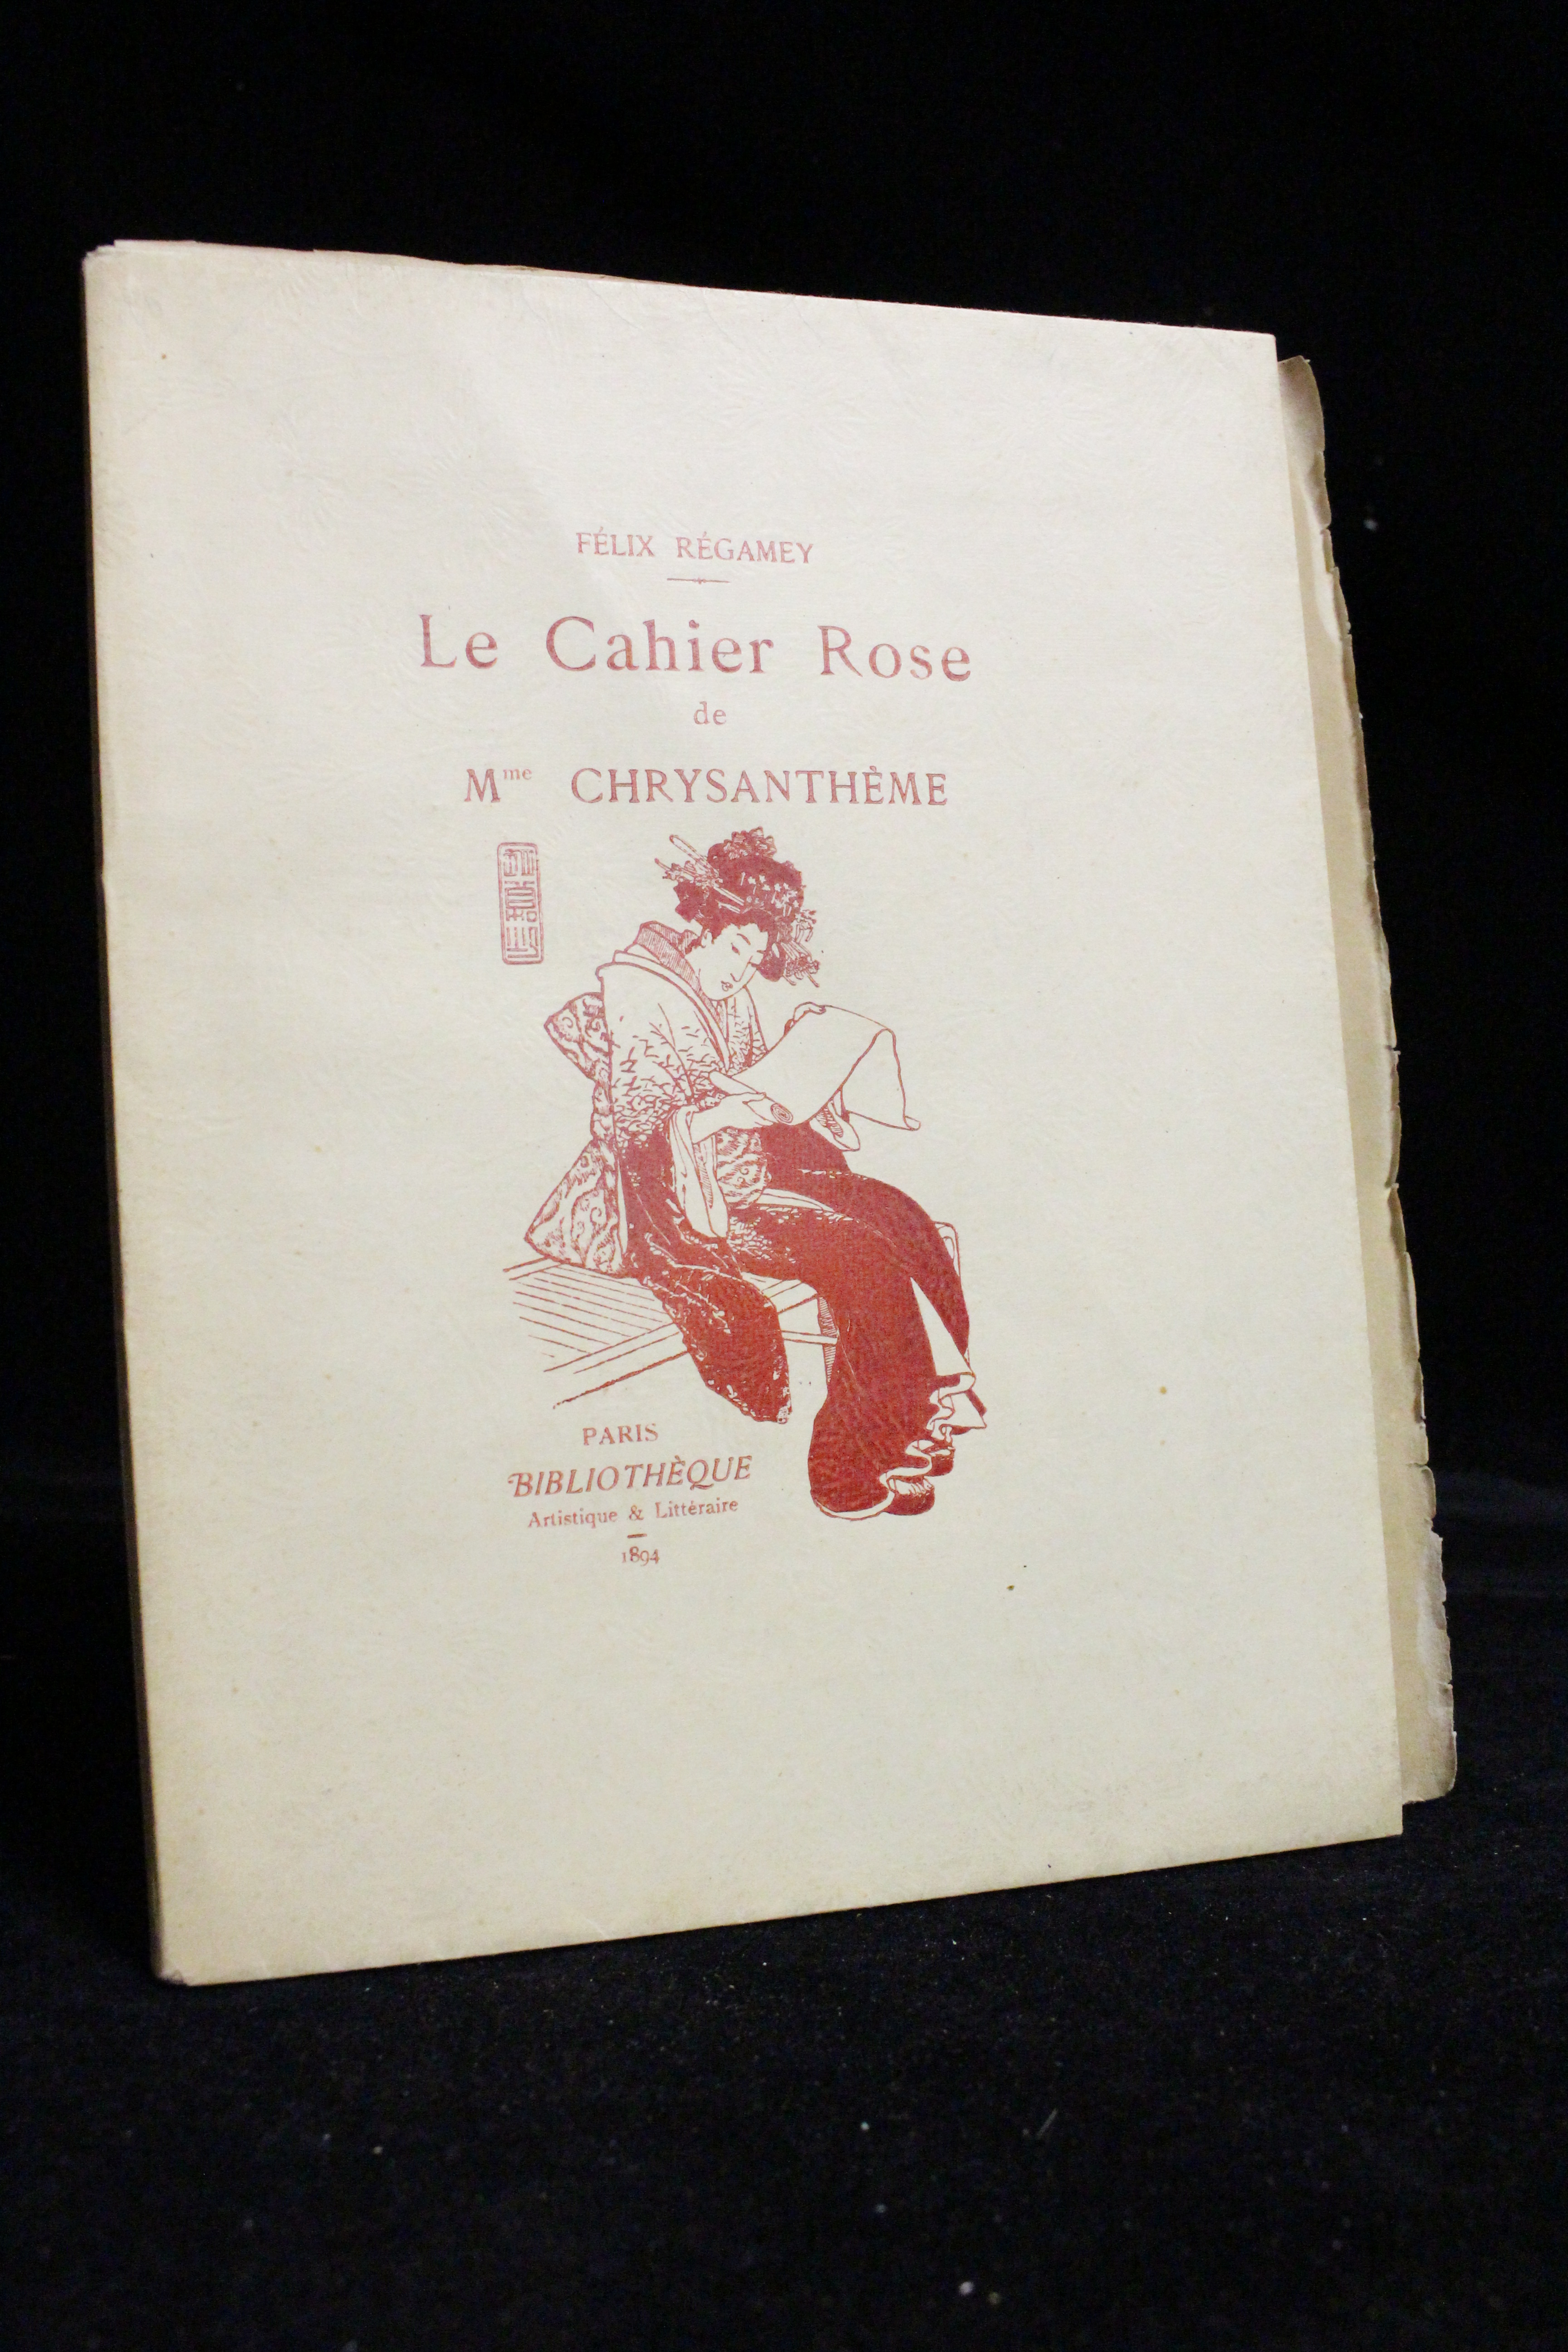 FÉLIX RÉGAMEY
Le Cahier Rose
de
Mme CHRYSANTHÈME
PARIS
BIBLIOTHÈQUE
Artistique & Littéraire
1894